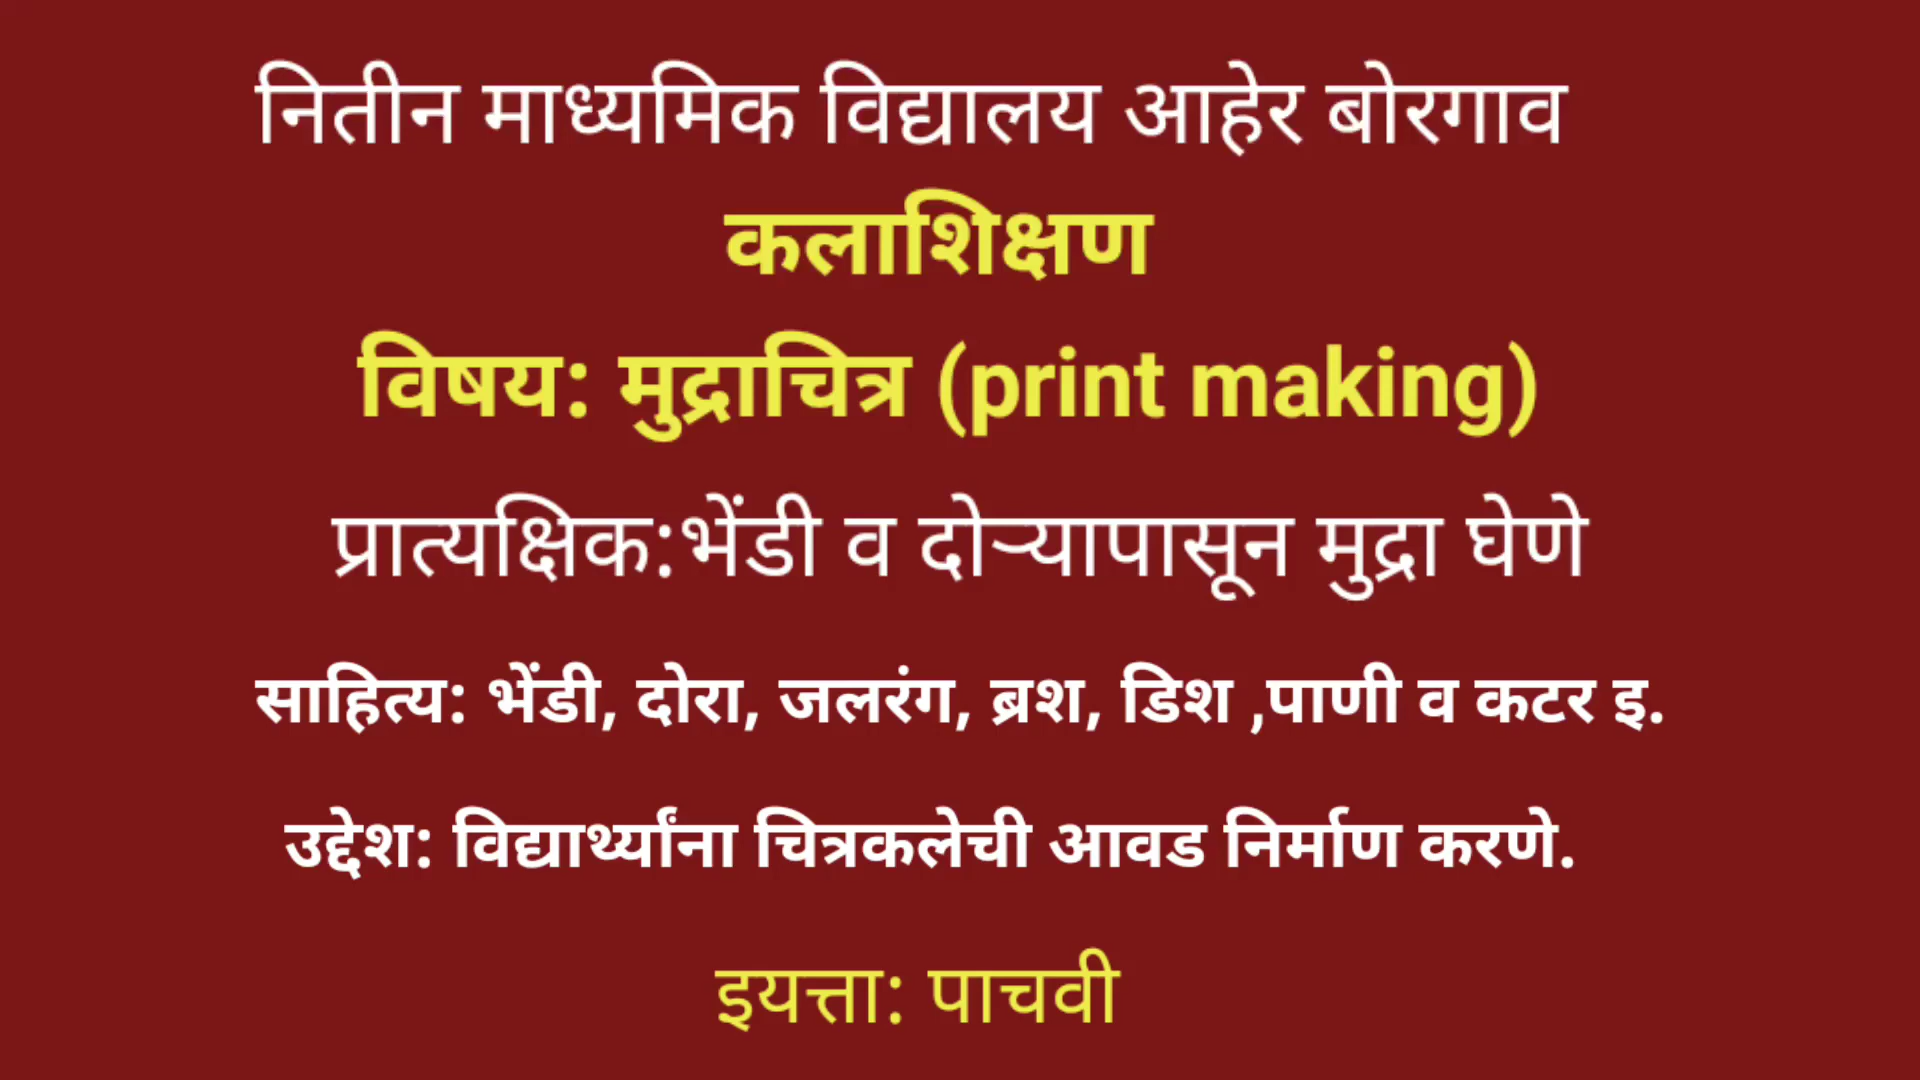 नितीन माध्यमिक विद्यालय आहेर बोरगाव
कलाशिक्षण
विषय: मुद्राचित्र (print making)
प्रात्यक्षिक:भेंडी व दोऱ्यापासून मुद्रा घेणे
साहित्य: भेंडी, दोरा, जलरंग, ब्रश, डिश ,पाणी व कटर इ.
उद्देश: विद्यार्थ्यांना चित्रकलेची आवड निर्माण करणे.
इयत्ता: पाचवी